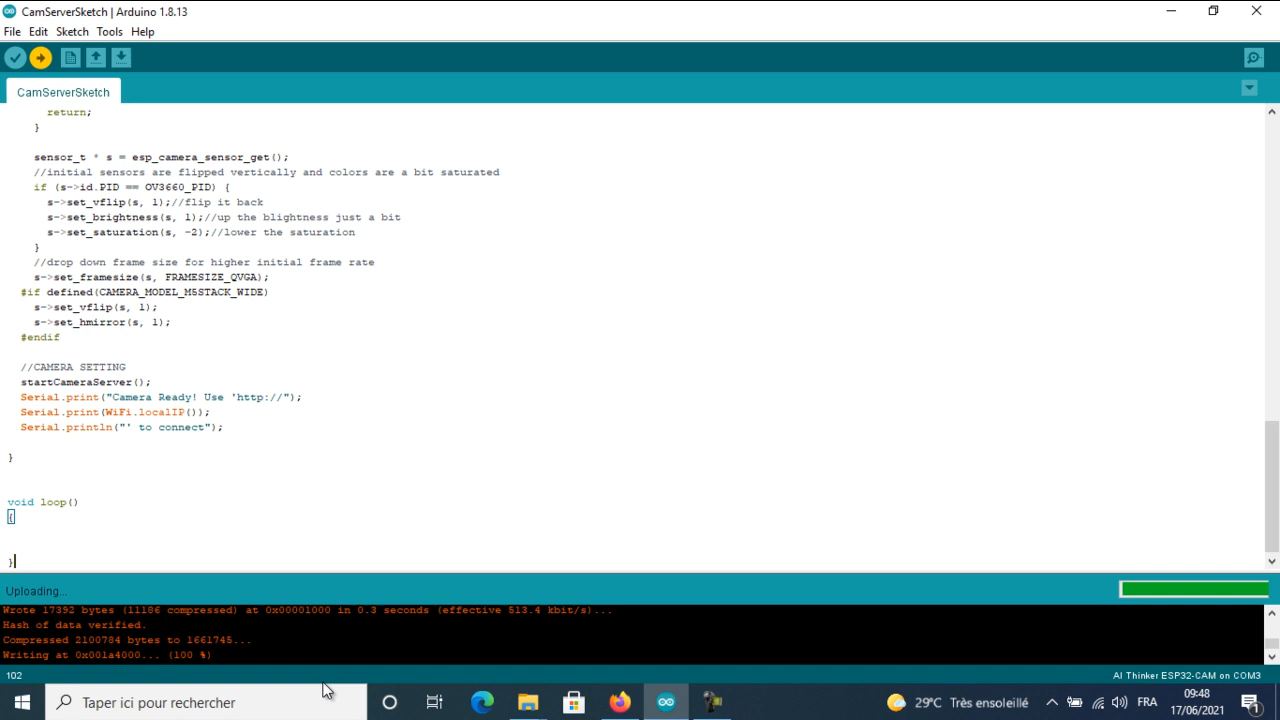 CamServerSketch | Arduino 1.8.13
File Edit Sketch Tools Help
CamServerSketch
return;
}
sensor_t * s = esp_camera_sensor_get();
//initial sensors are flipped vertically and colors are a bit saturated
if (s->id.PID == OV3660_PID) {
s->set_vflip(s, 1);//flip it back
s->set_brightness(s, 1);//up the blightness just a bit
s->set_saturation(s, -2);//lower the saturation
}
//drop down frame size for higher initial frame rate
s->set_framesize(s, FRAMESIZE_QVGA);
#if defined(CAMERA_MODEL_M5STACK_WIDE)
s->set_vflip(s, 1);
s->set_hmirror(s, 1);
#endif
//CAMERA SETTING
startCameraServer();
Serial.print("Camera Ready! Use 'http://");
Serial.print(WiFi.localIP());
Serial.println("' to connect");
}
void loop()
{
}
Uploading...
Wrote 17392 bytes (11186 compressed) at 0x00001000 in 0.3 seconds (effective 513.4 kbit/s)...
Hash of data verified.
Compressed 2100784 bytes to 1661745...
Writing at 0x001a4000... (100 %)
102 AI Thinker ESP32-CAM on COM3
Taper ici pour rechercher 29°C Très ensoleillé FRA 09:48
17/06/2021 1